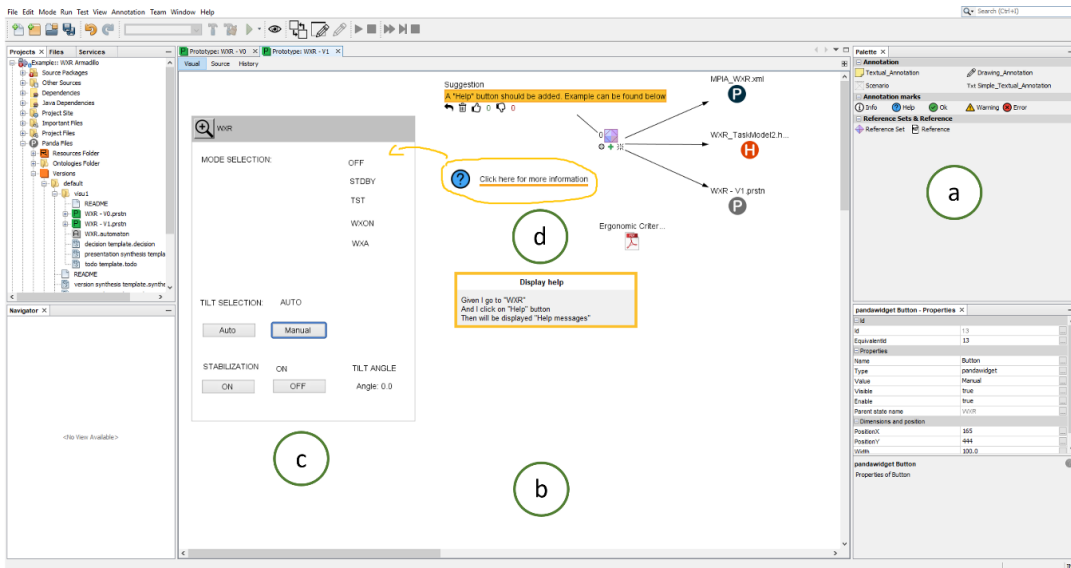 File Edit Mode Run Test View Annotation Team Window Help
Search (Ctrl+I)
Projects Files Services
Example:: WXR Armadillo
Source Packages
Other Sources
Dependencies
Java Dependencies
Project Site
Important Files
Project Files
Panda Files
Resources Folder
Ontologies Folder
Versions
default
visu1
README
WXR - V0.prstn
WXR - V1.prstn
WXR.automaton
decision template.decision
presentation synthesis templa
todo template.todo
README
version synthesis template.synthe
Navigator
<No View Available>
Prototype: WXR - V0 Prototype: WXR - V1
Visual Source History
WXR
MODE SELECTION:
OFF
STDBY
TST
WXON
WXA
TILT SELECTION: AUTO
Auto Manual
STABILIZATION ON TILT ANGLE
ON OFF Angle: 0.0
c
Suggestion
A "Help" button should be added. Example can be found below
0 0
? Click here for more information
d
0
MPIA_WXR.xml
P
WXR_TaskModel2.h...
H
WXR - V1.prstn
P
Ergonomic Criter...
Display help
Given I go to "WXR"
And I click on "Help" button
Then will be displayed "Help messages"
b
Palette
Annotation
Textual_Annotation Drawing_Annotation
Scenario Txt Simple_Textual_Annotation
Annotation marks
Info Help Ok Warning Error
Reference Sets & Reference
Reference Set Reference
a
pandawidget Button - Properties
Id
Id 13
EquivalentId 13
Properties
Name Button
Type pandawidget
Value Manual
Visible true
Enable true
Parent state name WXR
Dimensions and position
PositionX 165
PositionY 444
Width 100.0
pandawidget Button
Properties of Button